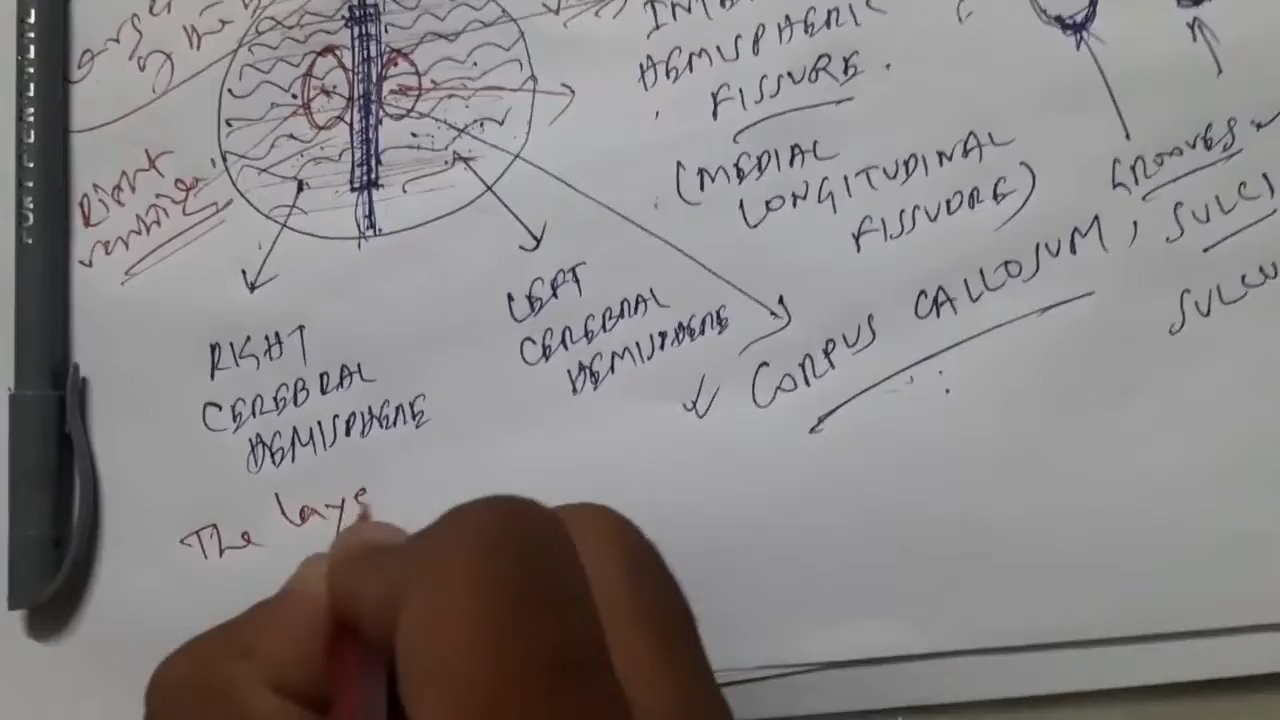 Right
RIGHT
CEREBRAL
HEMISPHERE
LEFT
CEREBRAL
HEMISPHERE
HEMISPHERIC
FISSURE.
(MEDIAL
LONGITUDINAL
FISSURE)
CORPUS CALLOSUM,
GROOVES
SULCI
The laye